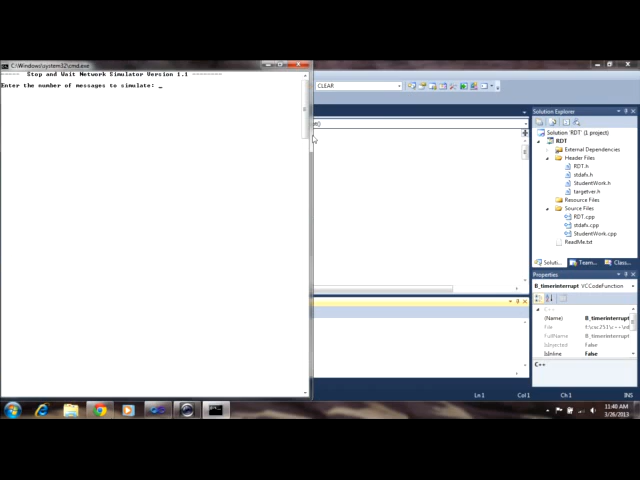 C:\Windows\system32\cmd.exe
----- Stop and Wait Network Simulator Version 1.1 --------
Enter the number of messages to simulate: _
CLEAR
Solution Explorer
Solution 'RDT' (1 project)
RDT
External Dependencies
Header Files
RDT.h
stdafx.h
StudentWork.h
targetver.h
Resource Files
Source Files
RDT.cpp
stdafx.cpp
StudentWork.cpp
ReadMe.txt
Solut... Team... Class...
Properties
B_timerinterrupt VCCodeFunction
C++
(Name) B_timerinterrupt
File
FullName B_timerinterrupt
IsInjected False
IsInline False
C++
Ln 1 Col 1 Ch 1 INS
11:40 AM
3/26/2013